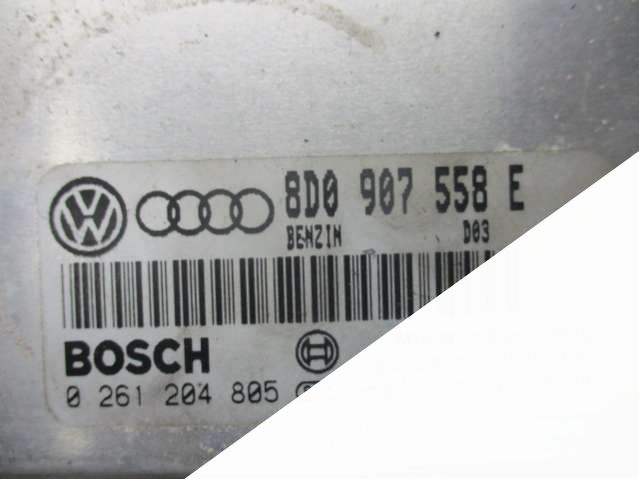 8D0 907 558 E
BENZIN D03
BOSCH
0 261 204 805